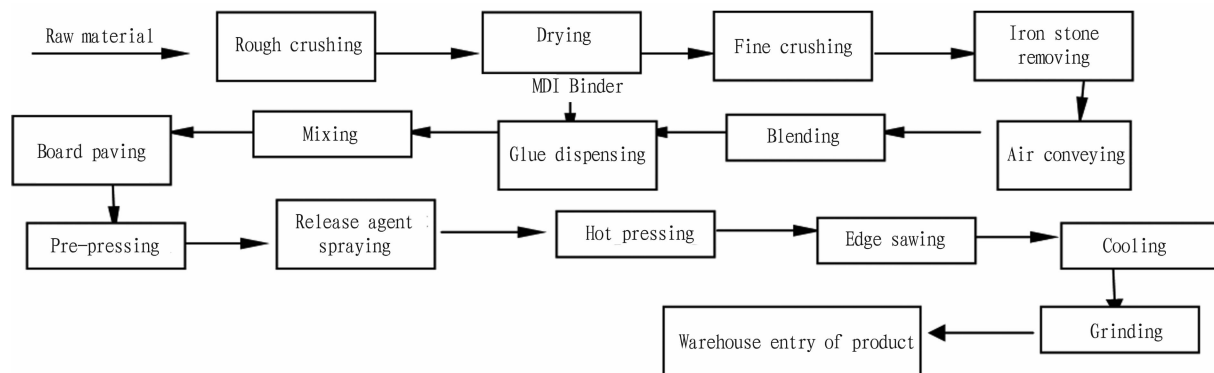 Raw material
Rough crushing
Drying
Fine crushing
Iron stone
removing
MDI Binder
Board paving
Mixing
Glue dispensing
Blending
Air conveying
Pre-pressing
Release agent
spraying
Hot pressing
Edge sawing
Cooling
Warehouse entry of product
Grinding